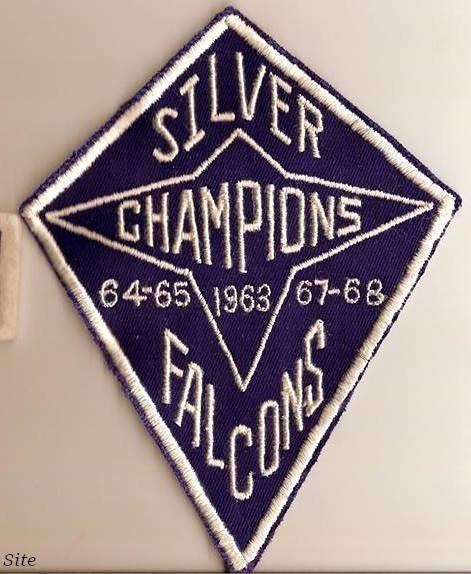 SILVER
CHAMPIONS
64-65 1963 67-68
FALCONS
Site